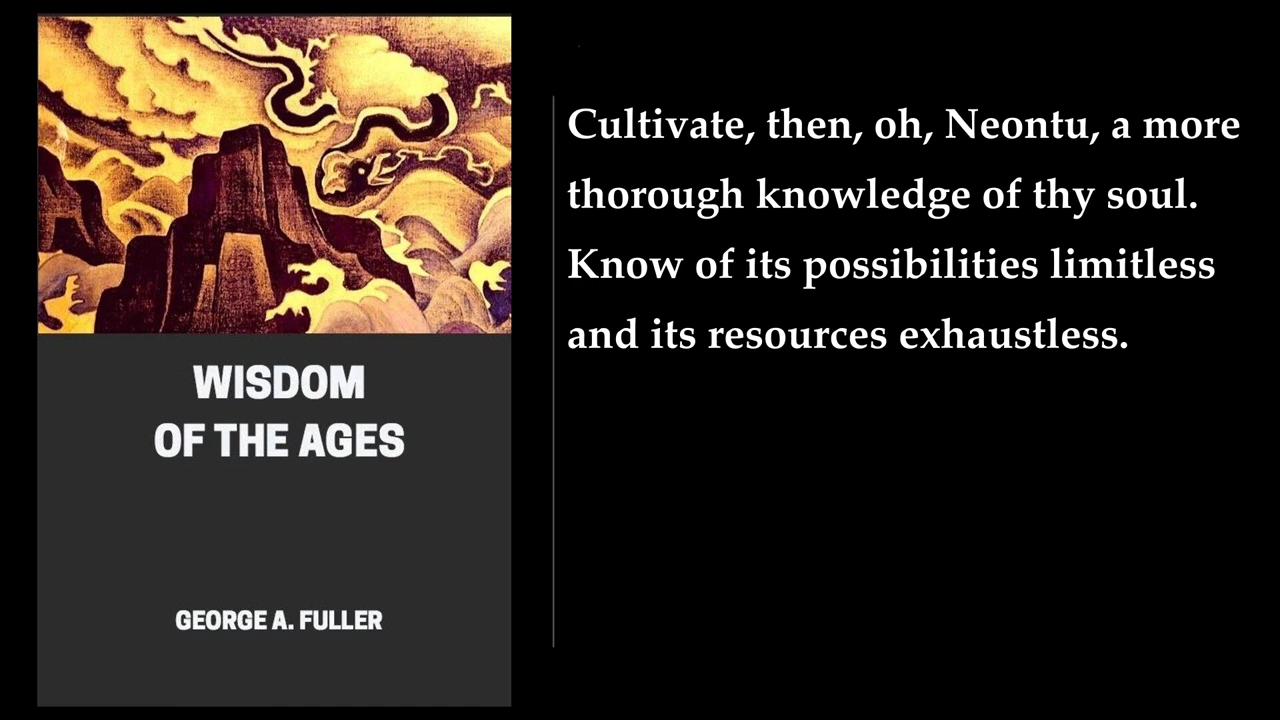 WISDOM
OF THE AGES
GEORGE A. FULLER
Cultivate, then, oh, Neontu, a more
thorough knowledge of thy soul.
Know of its possibilities limitless
and its resources exhaustless.